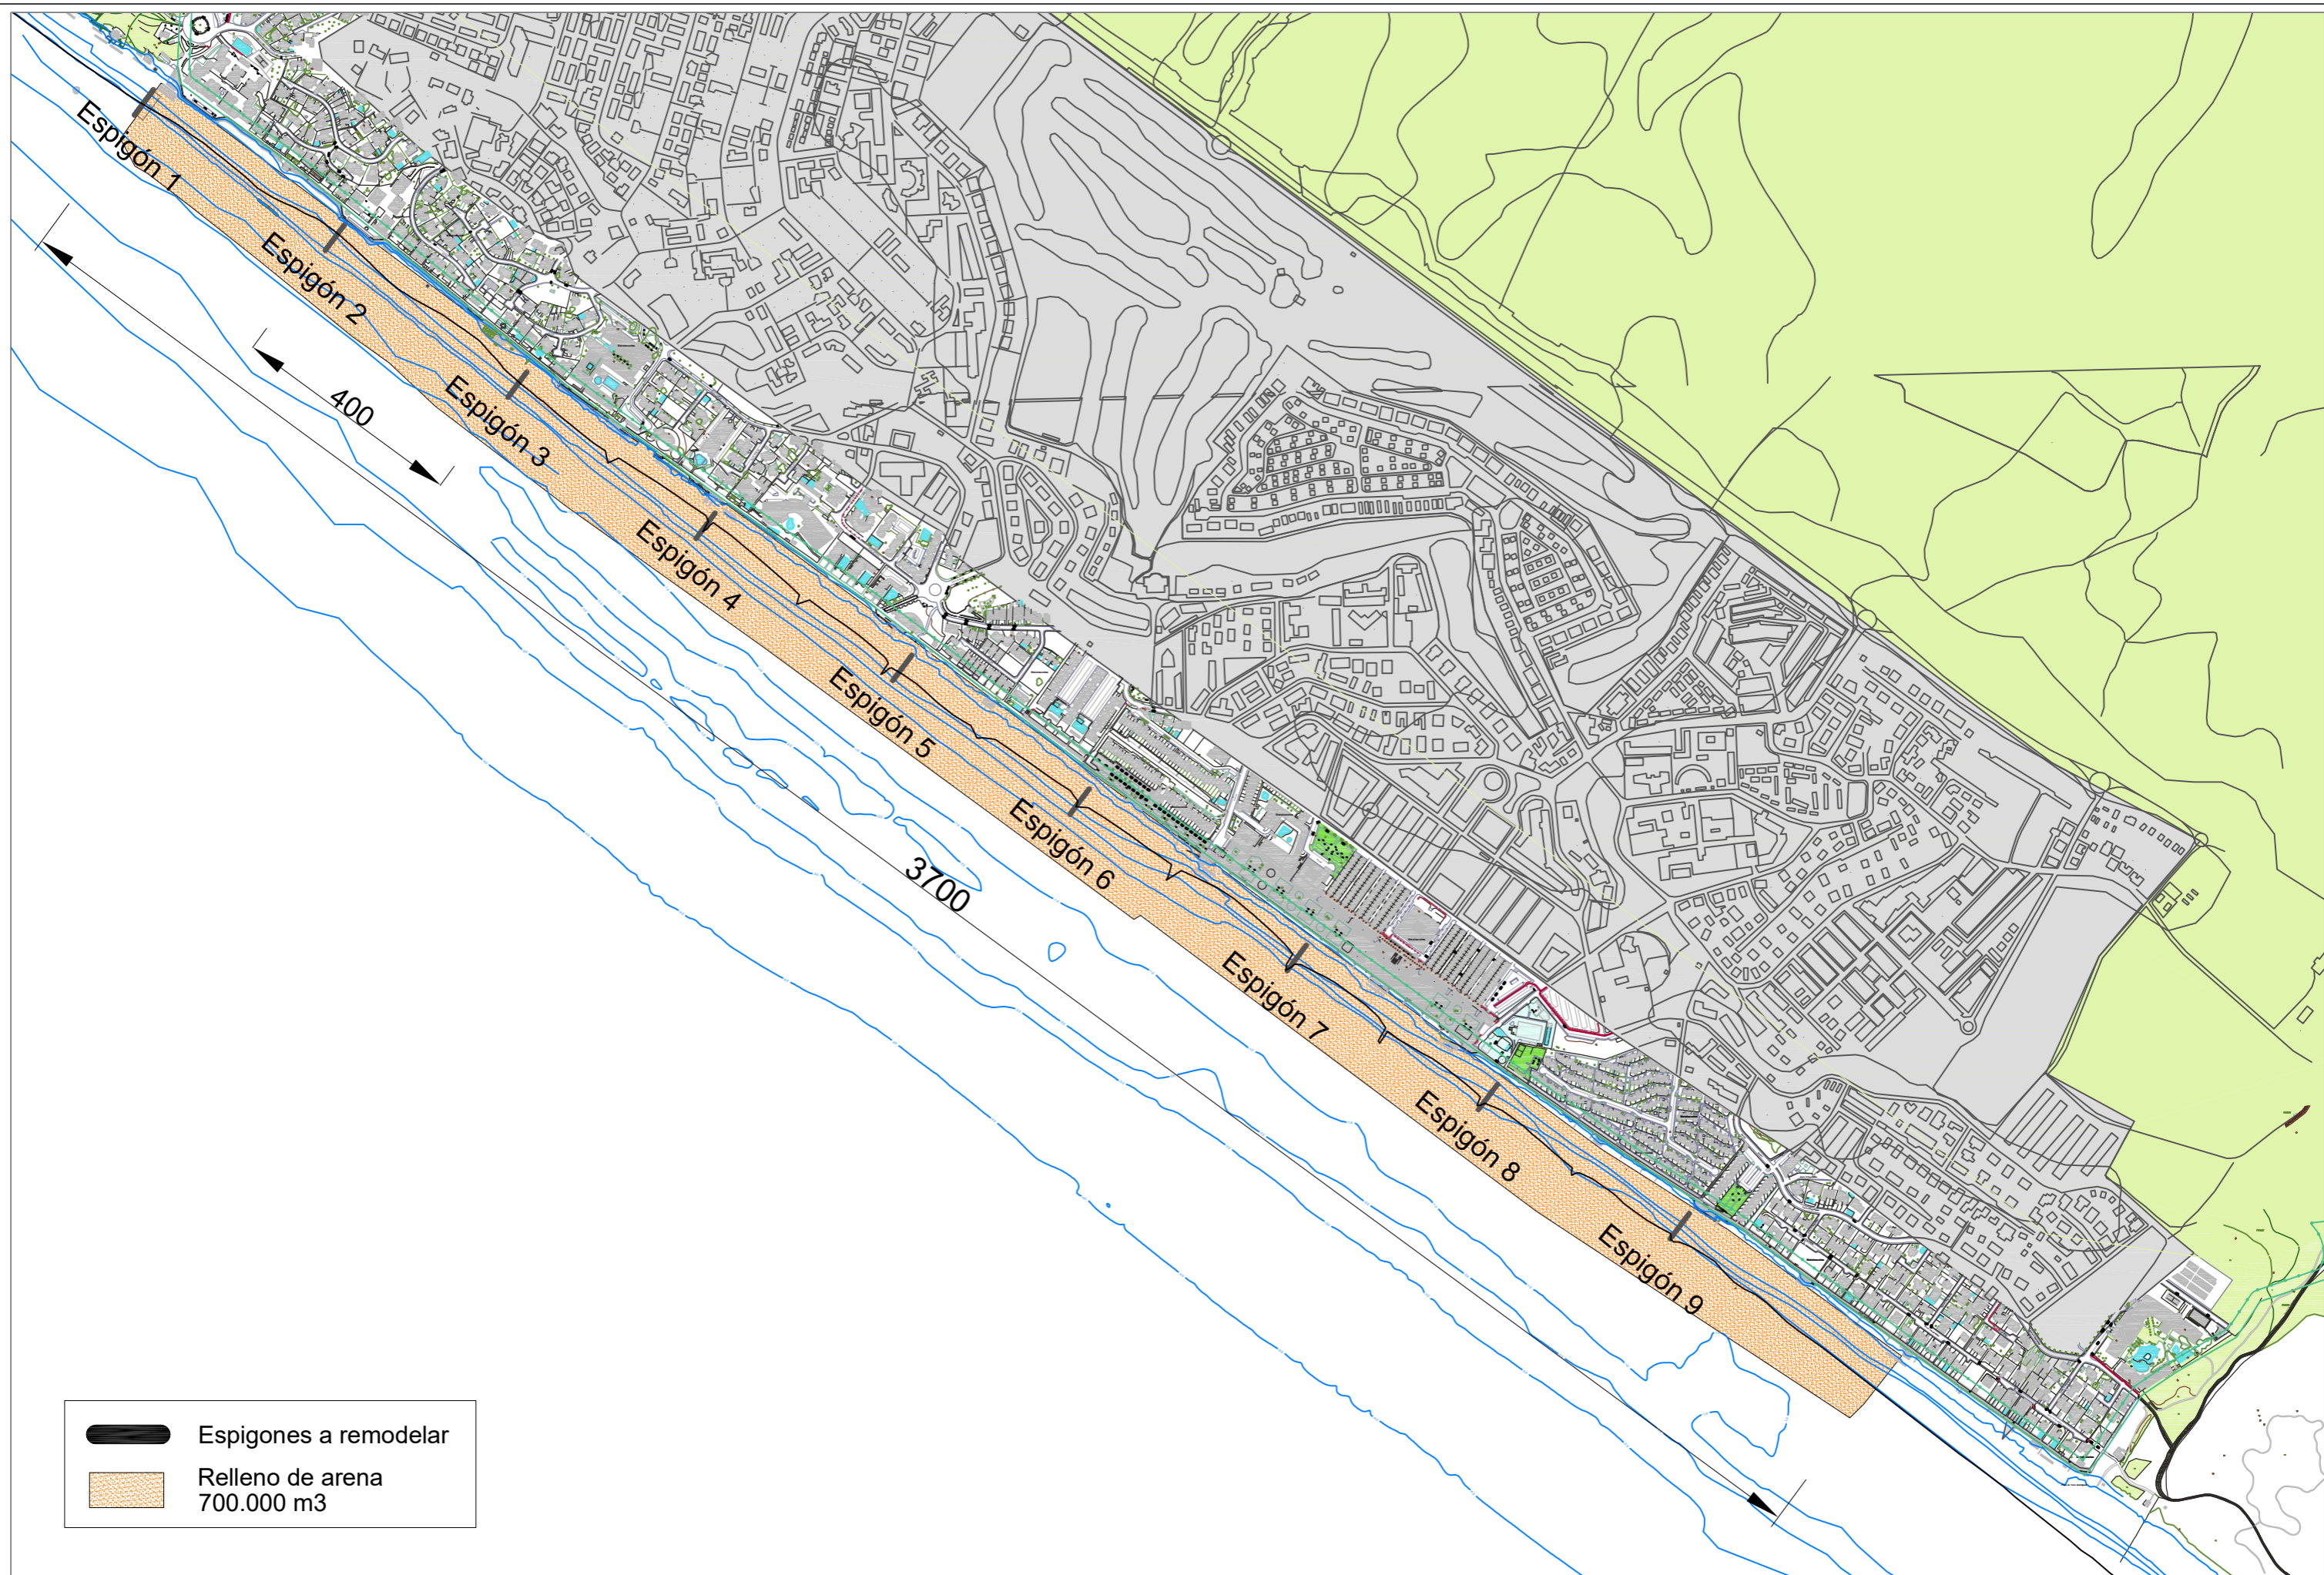 Espigón 1
Espigón 2
400
Espigón 3
Espigón 4
Espigón 5
3700
Espigón 6
Espigón 7
Espigón 8
Espigón 9
Espigones a remodelar
Relleno de arena
700.000 m3